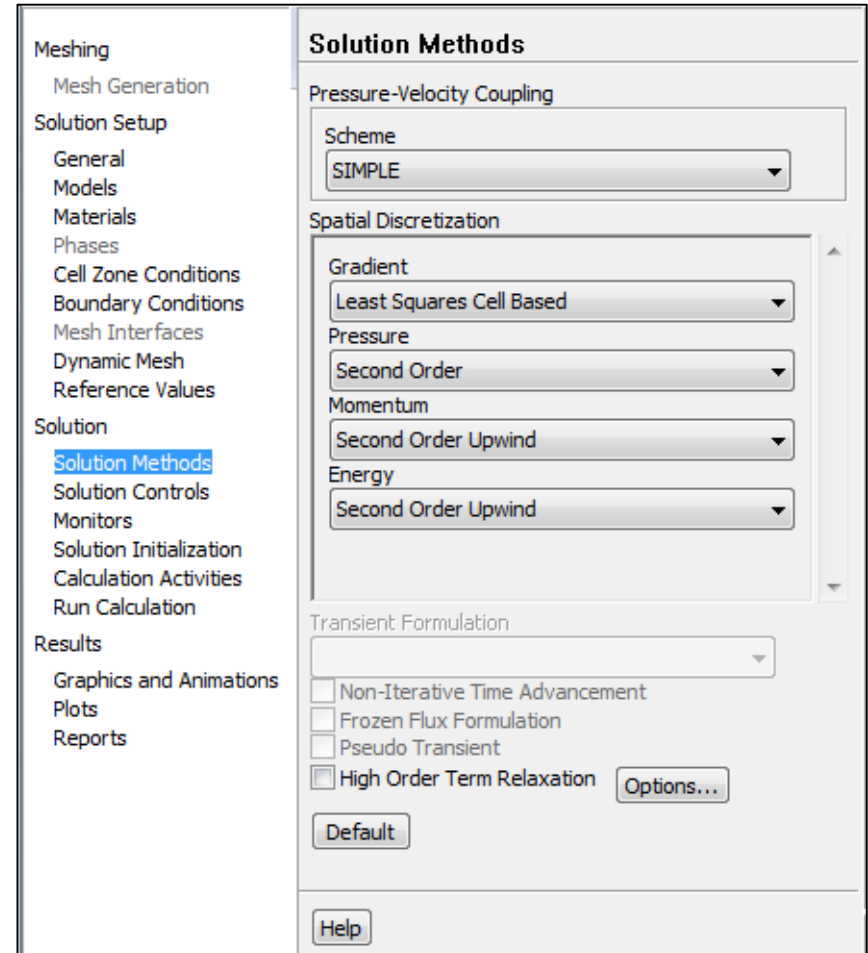 Meshing
Mesh Generation
Solution Setup
General
Models
Materials
Phases
Cell Zone Conditions
Boundary Conditions
Mesh Interfaces
Dynamic Mesh
Reference Values
Solution
Solution Methods
Solution Controls
Monitors
Solution Initialization
Calculation Activities
Run Calculation
Results
Graphics and Animations
Plots
Reports
Solution Methods
Pressure-Velocity Coupling
Scheme
SIMPLE
Spatial Discretization
Gradient
Least Squares Cell Based
Pressure
Second Order
Momentum
Second Order Upwind
Energy
Second Order Upwind
Transient Formulation
Non-Iterative Time Advancement
Frozen Flux Formulation
Pseudo Transient
High Order Term Relaxation Options...
Default
Help